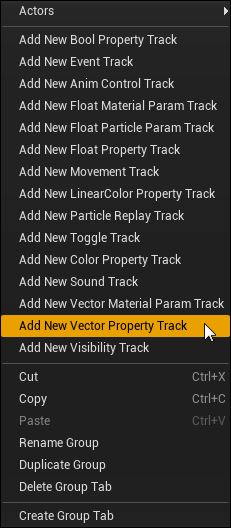 Actors
Add New Bool Property Track
Add New Event Track
Add New Anim Control Track
Add New Float Material Param Track
Add New Float Particle Param Track
Add New Float Property Track
Add New Movement Track
Add New LinearColor Property Track
Add New Particle Replay Track
Add New Toggle Track
Add New Color Property Track
Add New Sound Track
Add New Vector Material Param Track
Add New Vector Property Track
Add New Visibility Track
Cut Ctrl+X
Copy Ctrl+C
Paste Ctrl+V
Rename Group
Duplicate Group
Delete Group Tab
Create Group Tab